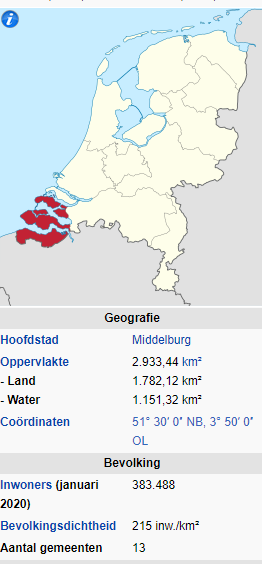 i
Geografie
Hoofdstad Middelburg
Oppervlakte 2.933,44 km²
- Land 1.782,12 km²
- Water 1.151,32 km²
Coördinaten 51° 30′ 0″ NB, 3° 50′ 0″
OL
Bevolking
Inwoners (januari 383.488
2020)
Bevolkingsdichtheid 215 inw./km²
Aantal gemeenten 13